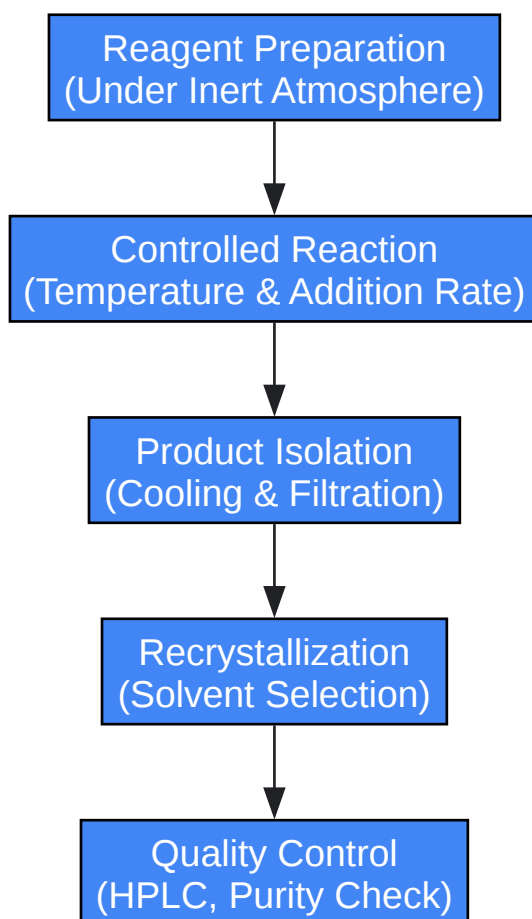 Reagent Preparation
(Under Inert Atmosphere)
Controlled Reaction
(Temperature & Addition Rate)
Product Isolation
(Cooling & Filtration)
Recrystallization
(Solvent Selection)
Quality Control
(HPLC, Purity Check)